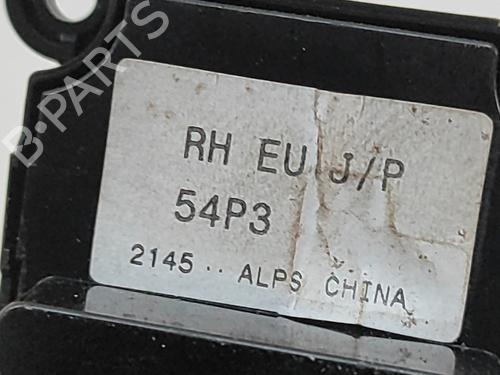 B-PARTS
RH EU J/P
54P3
2145 ·· ALPS CHINA